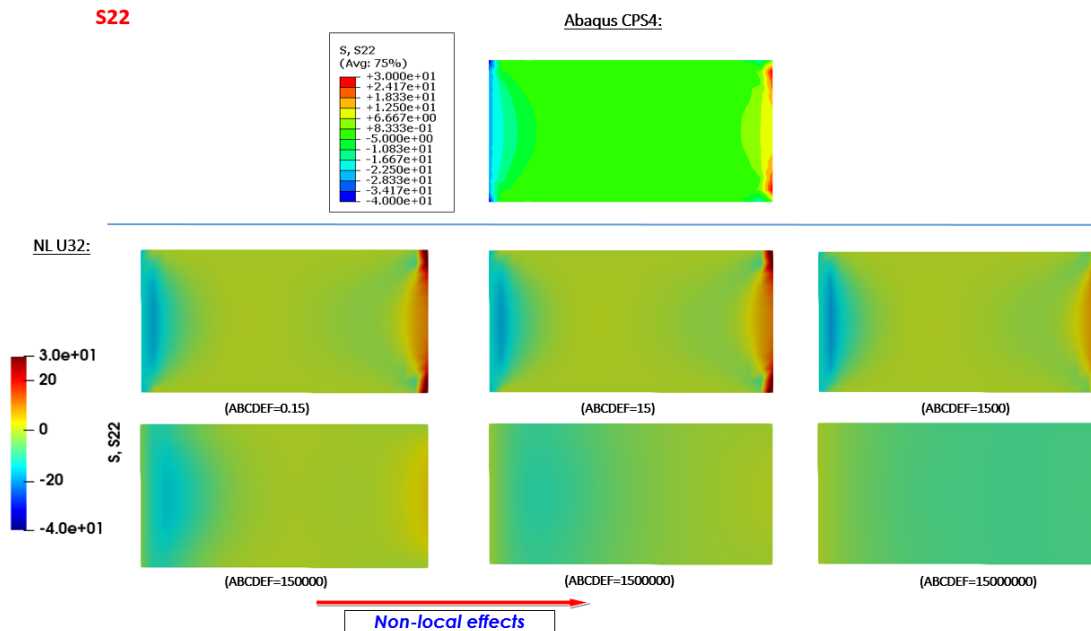 S22
Abaqus CPS4:
S, S22
(Avg: 75%)
+3.000e+01
+2.417e+01
+1.833e+01
+1.250e+01
+6.667e+00
+8.333e-01
-5.000e+00
-1.083e+01
-1.667e+01
-2.250e+01
-2.833e+01
-3.417e+01
-4.000e+01
NL U32:
3.0e+01
20
0
-20
-4.0e+01
S, S22
(ABCDEF=0.15)
(ABCDEF=15)
(ABCDEF=1500)
(ABCDEF=150000)
(ABCDEF=1500000)
(ABCDEF=15000000)
Non-local effects